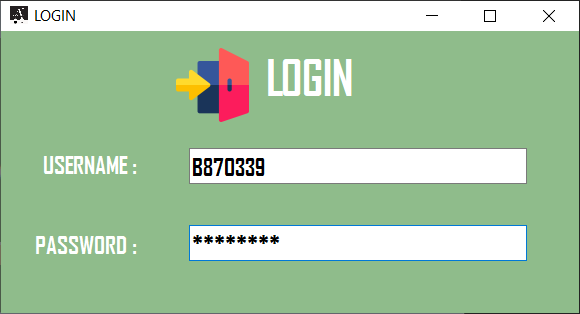 LOGIN
LOGIN
USERNAME : B870339
PASSWORD : ********